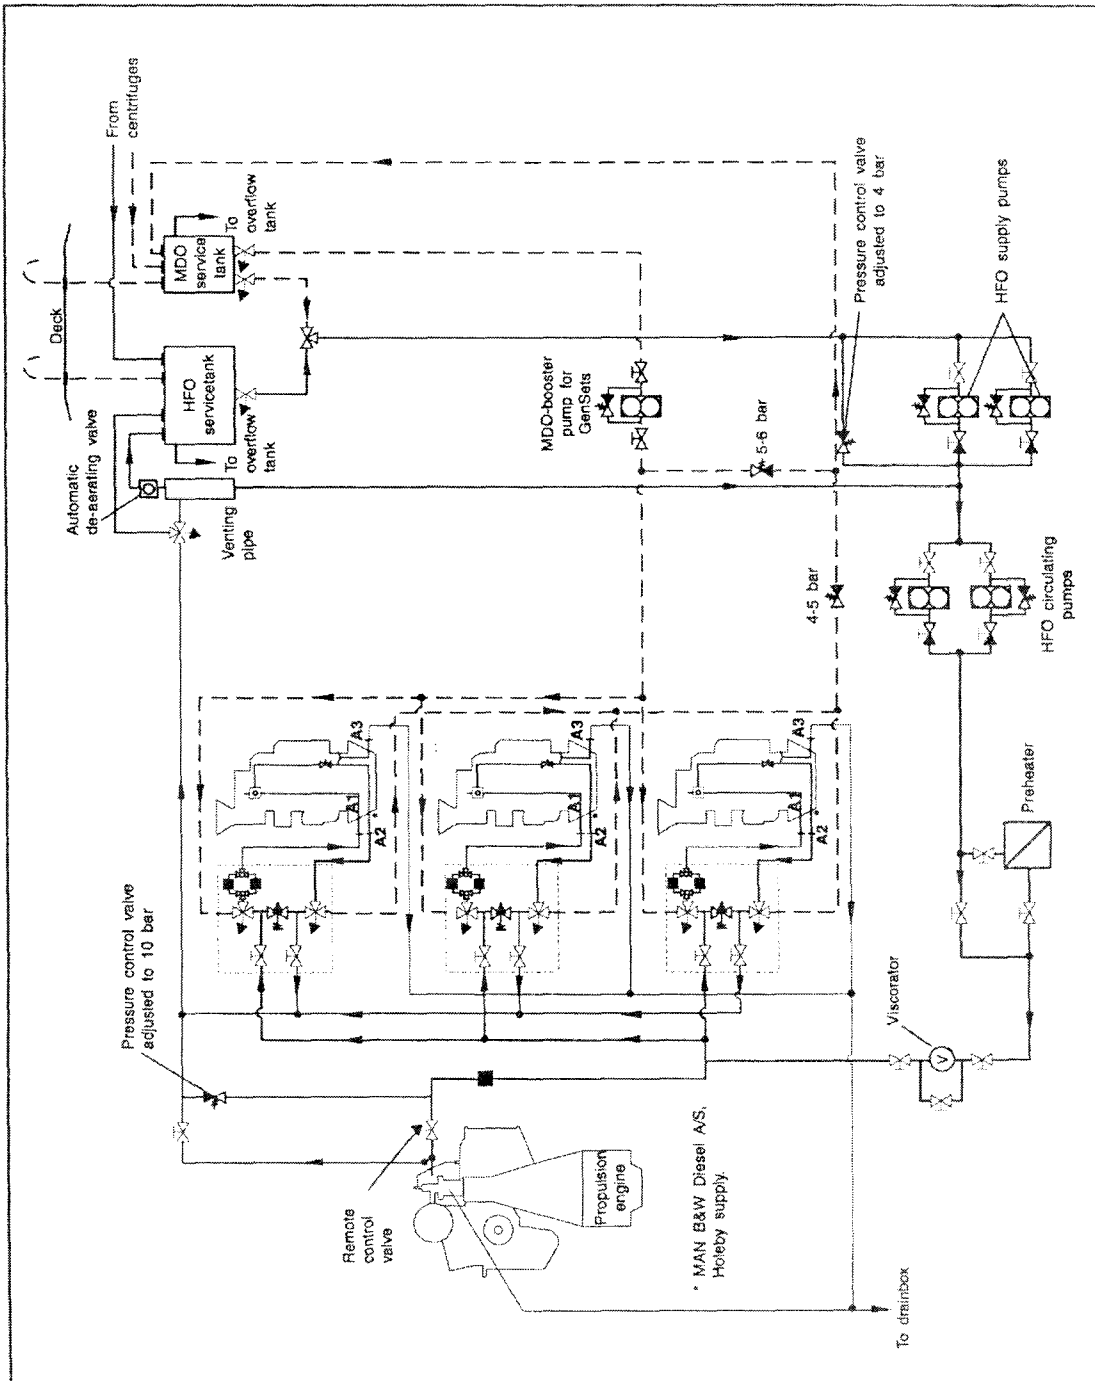 From
centrifuges
Deck
MDO
service
tank
To
overflow
tank
HFO
servicetank
To
overflow
tank
Automatic
de-aerating valve
Venting
pipe
MDO-booster
pump for
GenSets
5-6 bar
Pressure control valve
adjusted to 4 bar
HFO supply pumps
4-5 bar
HFO circulating
pumps
A1
A2
A3
A1
A2
A3
A1
A2
A3
Pressure control valve
adjusted to 10 bar
Preheater
Viscorator
V
Remote
control
valve
Propulsion
engine
* MAN B&W Diesel A/S,
Holeby supply.
To drainbox